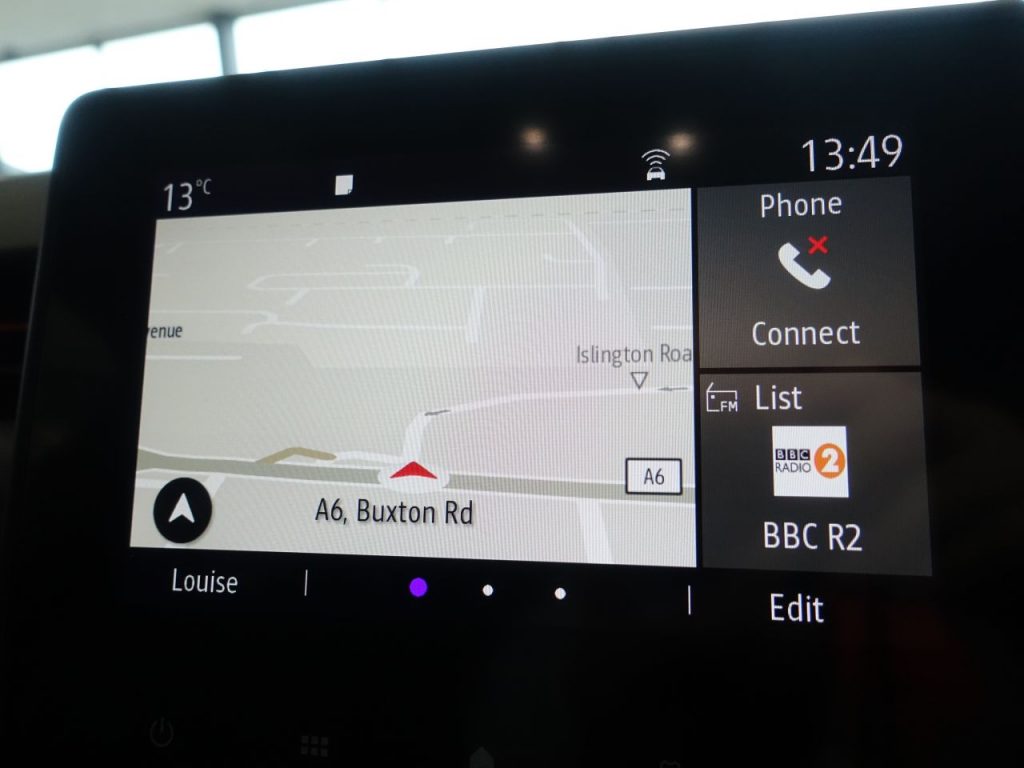 13°C
13:49
Phone
Connect
venue
Islington Roa
A6
A6, Buxton Rd
FM List
BBC
RADIO 2
BBC R2
Louise
Edit